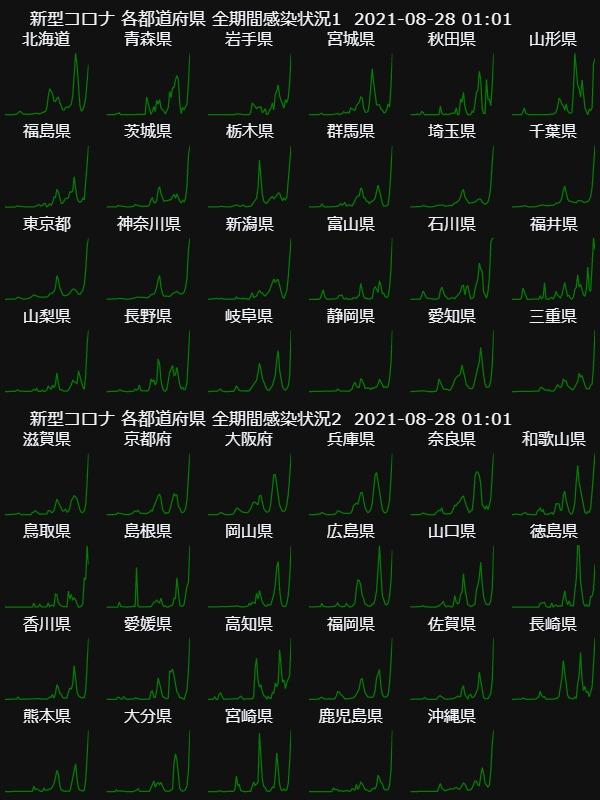 新型コロナ 各都道府県 全期間感染状況1 2021-08-28 01:01
北海道 青森県 岩手県 宮城県 秋田県 山形県
福島県 茨城県 栃木県 群馬県 埼玉県 千葉県
東京都 神奈川県 新潟県 富山県 石川県 福井県
山梨県 長野県 岐阜県 静岡県 愛知県 三重県
新型コロナ 各都道府県 全期間感染状況2 2021-08-28 01:01
滋賀県 京都府 大阪府 兵庫県 奈良県 和歌山県
鳥取県 島根県 岡山県 広島県 山口県 徳島県
香川県 愛媛県 高知県 福岡県 佐賀県 長崎県
熊本県 大分県 宮崎県 鹿児島県 沖縄県